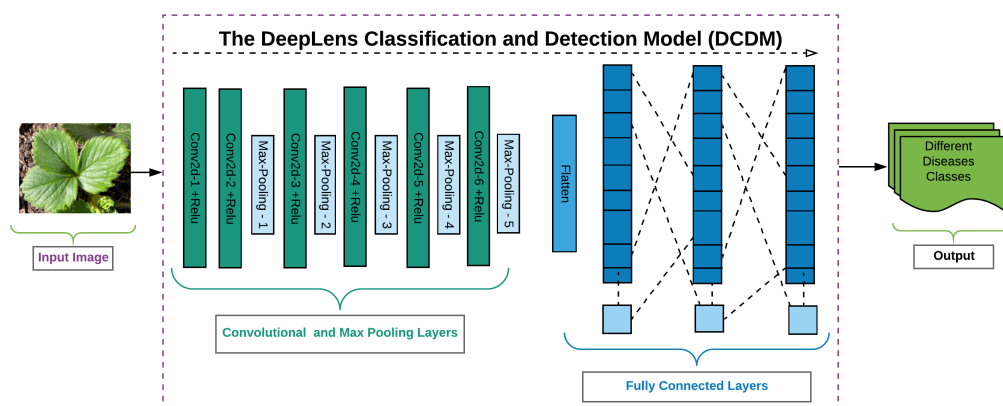 The DeepLens Classification and Detection Model (DCDM)
Conv2d-1 +Relu
Conv2d-2 +Relu
Max-Pooling - 1
Conv2d-3 +Relu
Max-Pooling - 2
Conv2d-4 +Relu
Max-Pooling - 3
Conv2d-5 +Relu
Max-Pooling - 4
Conv2d-6 +Relu
Max-Pooling - 5
Flatten
Different
Diseases
Classes
Input Image
Output
Convolutional and Max Pooling Layers
Fully Connected Layers